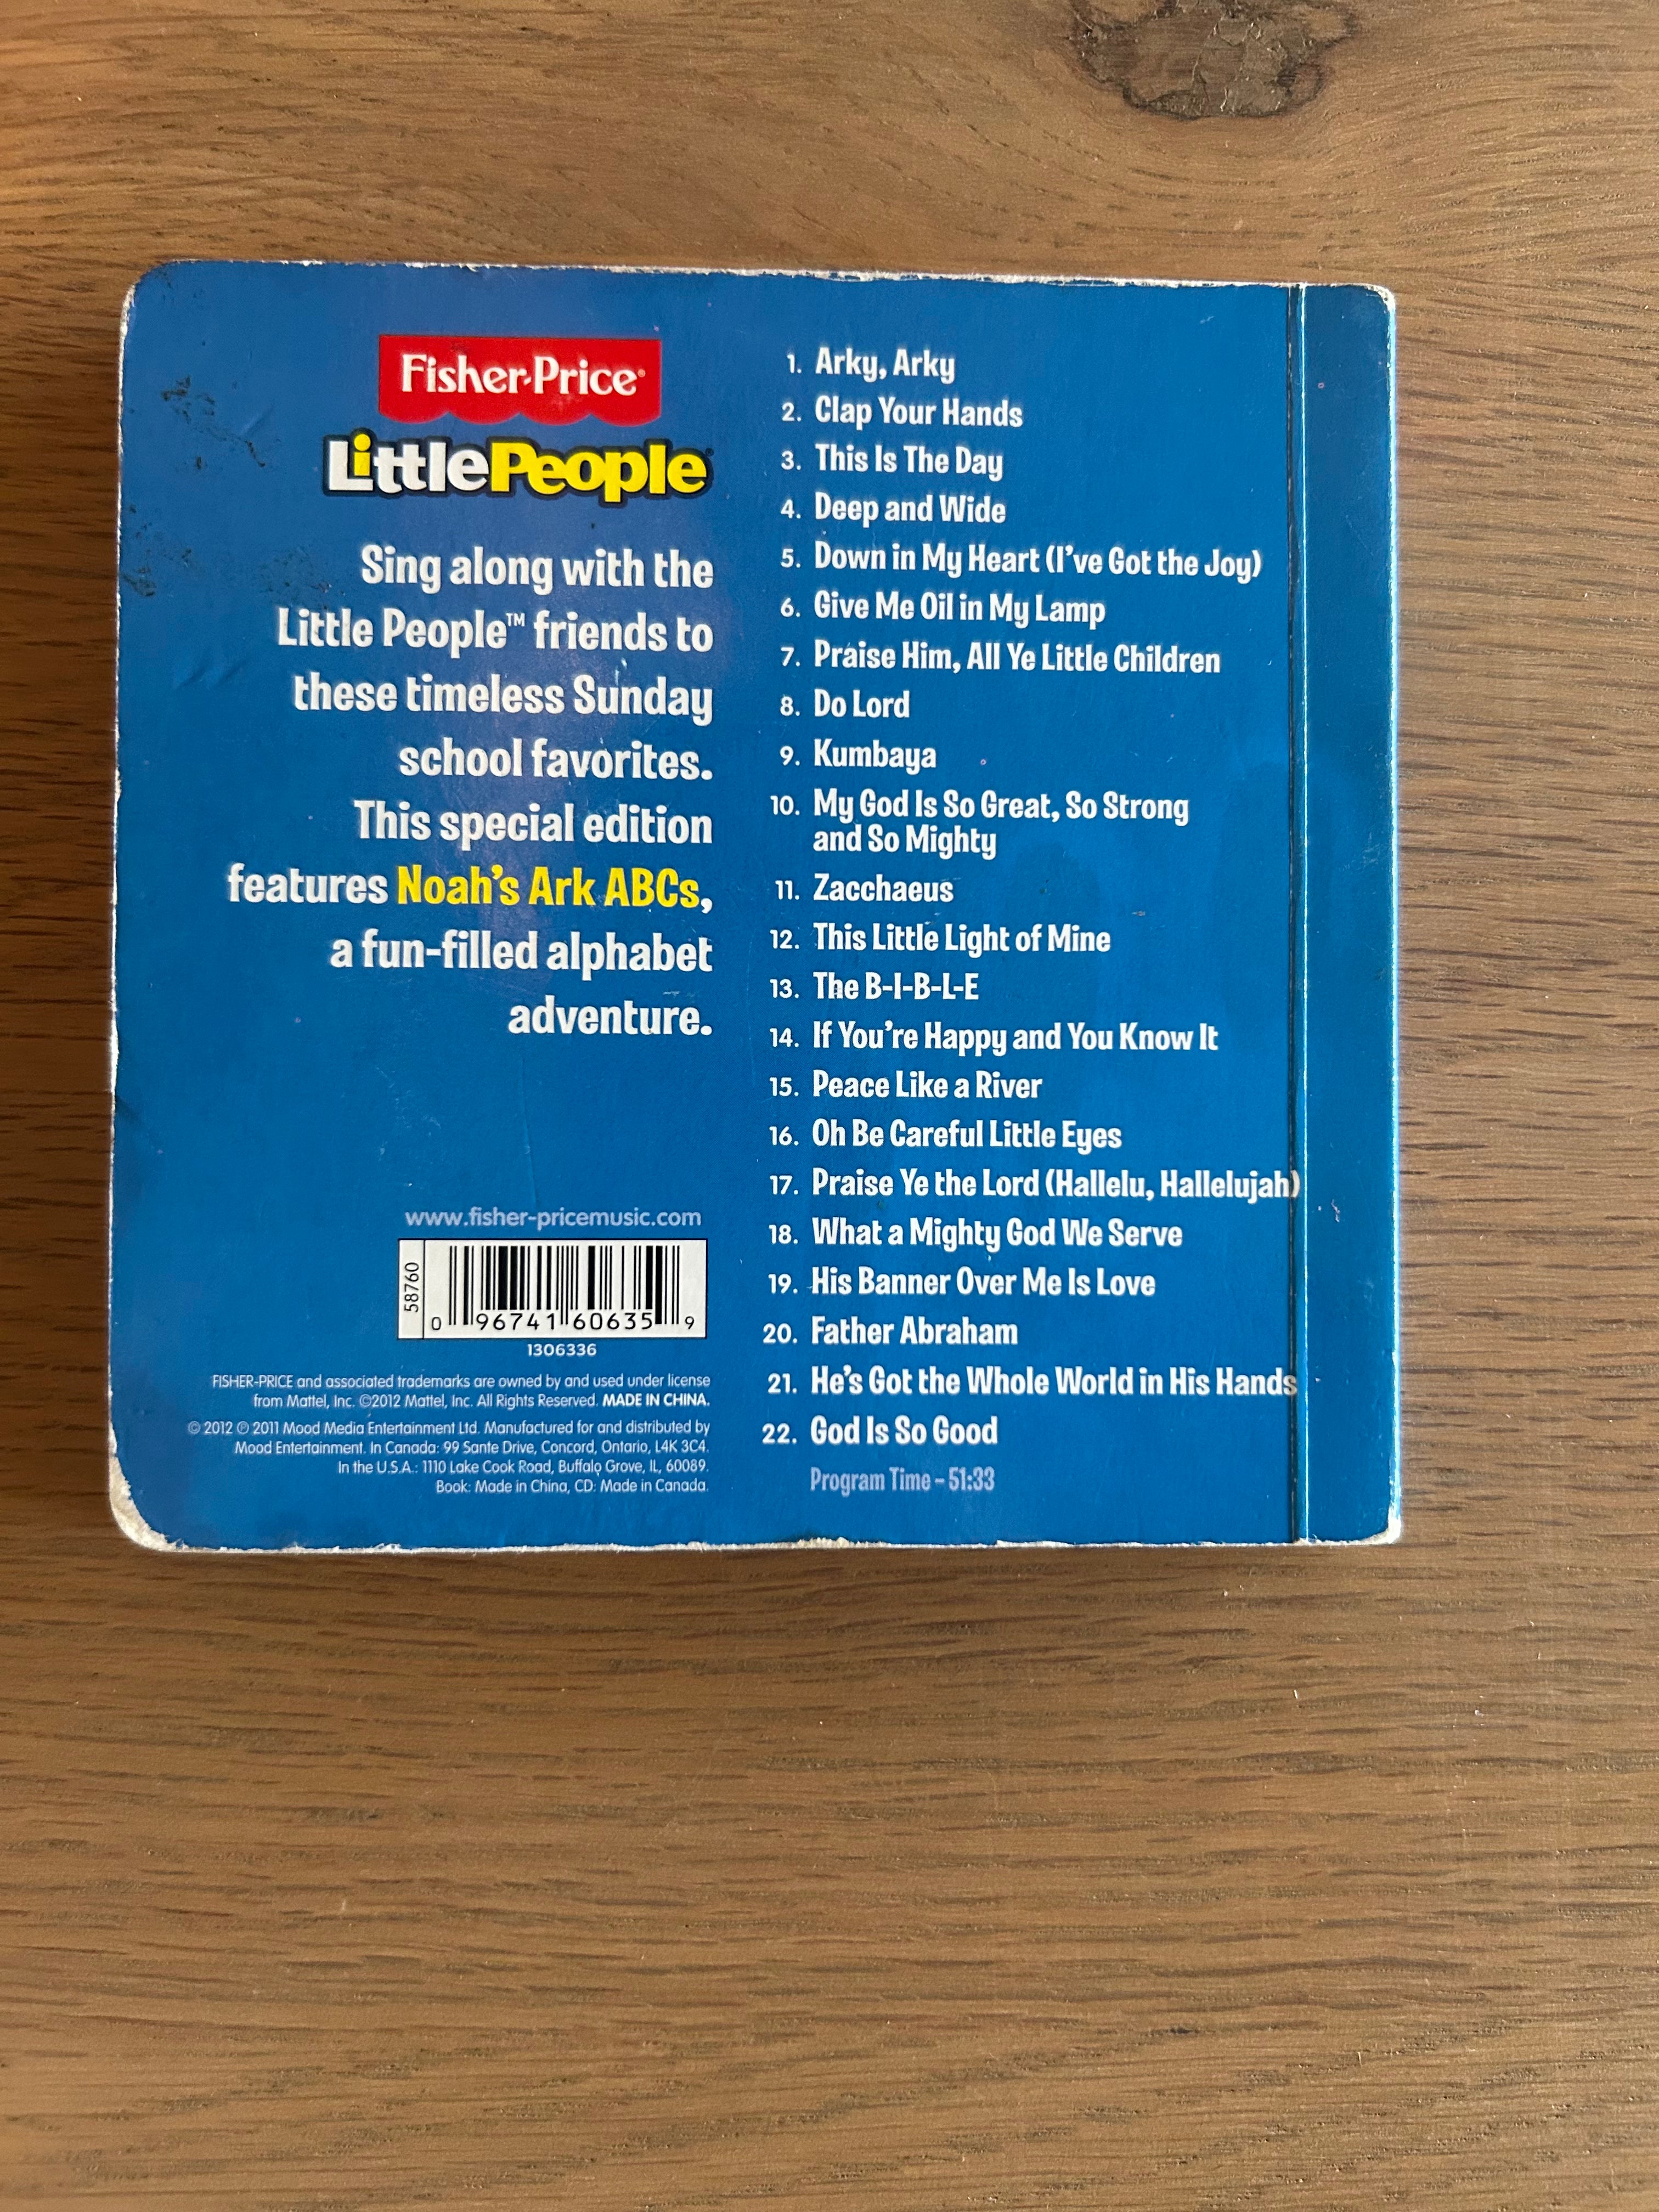 Fisher-Price®
Little People®
Sing along with the
Little People™ friends to
these timeless Sunday
school favorites.
This special edition
features Noah's Ark ABCs,
a fun-filled alphabet
adventure.
www.fisher-pricemusic.com
58760
0 96741 60635 9
1306336
FISHER-PRICE and associated trademarks are owned by and used under license
from Mattel, Inc. ©2012 Mattel, Inc. All Rights Reserved. MADE IN CHINA.
© 2012 ℗ 2011 Mood Media Entertainment Ltd. Manufactured for and distributed by
Mood Entertainment. In Canada: 99 Sante Drive, Concord, Ontario, L4K 3C4.
In the U.S.A.: 1110 Lake Cook Road, Buffalo Grove, IL, 60089.
Book: Made in China, CD: Made in Canada.
1. Arky, Arky
2. Clap Your Hands
3. This Is The Day
4. Deep and Wide
5. Down in My Heart (I've Got the Joy)
6. Give Me Oil in My Lamp
7. Praise Him, All Ye Little Children
8. Do Lord
9. Kumbaya
10. My God Is So Great, So Strong
and So Mighty
11. Zacchaeus
12. This Little Light of Mine
13. The B-I-B-L-E
14. If You're Happy and You Know It
15. Peace Like a River
16. Oh Be Careful Little Eyes
17. Praise Ye the Lord (Hallelu, Hallelujah)
18. What a Mighty God We Serve
19. His Banner Over Me Is Love
20. Father Abraham
21. He's Got the Whole World in His Hands
22. God Is So Good
Program Time – 51:33